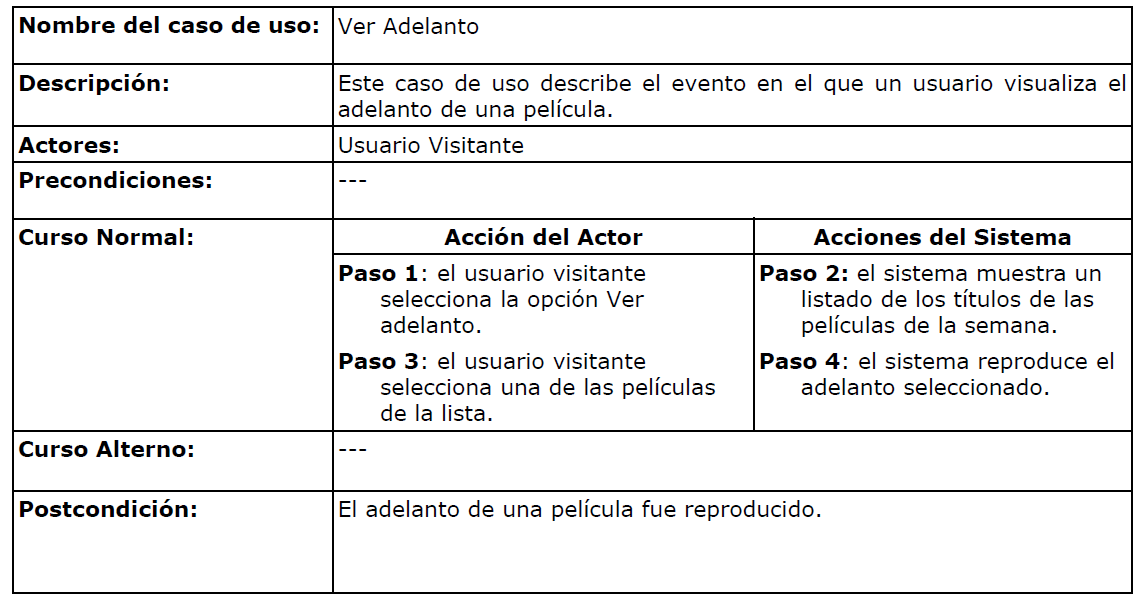 Nombre del caso de uso: Ver Adelanto
Descripción: Este caso de uso describe el evento en el que un usuario visualiza el
adelanto de una película.
Actores: Usuario Visitante
Precondiciones: ---
Curso Normal: Acción del Actor Acciones del Sistema
Paso 1: el usuario visitante
selecciona la opción Ver
adelanto.
Paso 2: el sistema muestra un
listado de los títulos de las
películas de la semana.
Paso 3: el usuario visitante
selecciona una de las películas
de la lista.
Paso 4: el sistema reproduce el
adelanto seleccionado.
Curso Alterno: ---
Postcondición: El adelanto de una película fue reproducido.